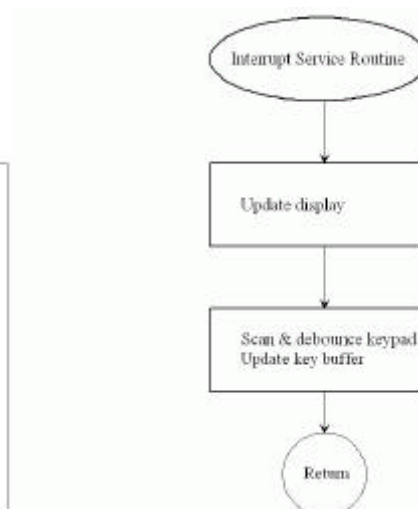 Interrupt Service Routine
Update display
Scan & debounce keypad
Update key buffer
Return